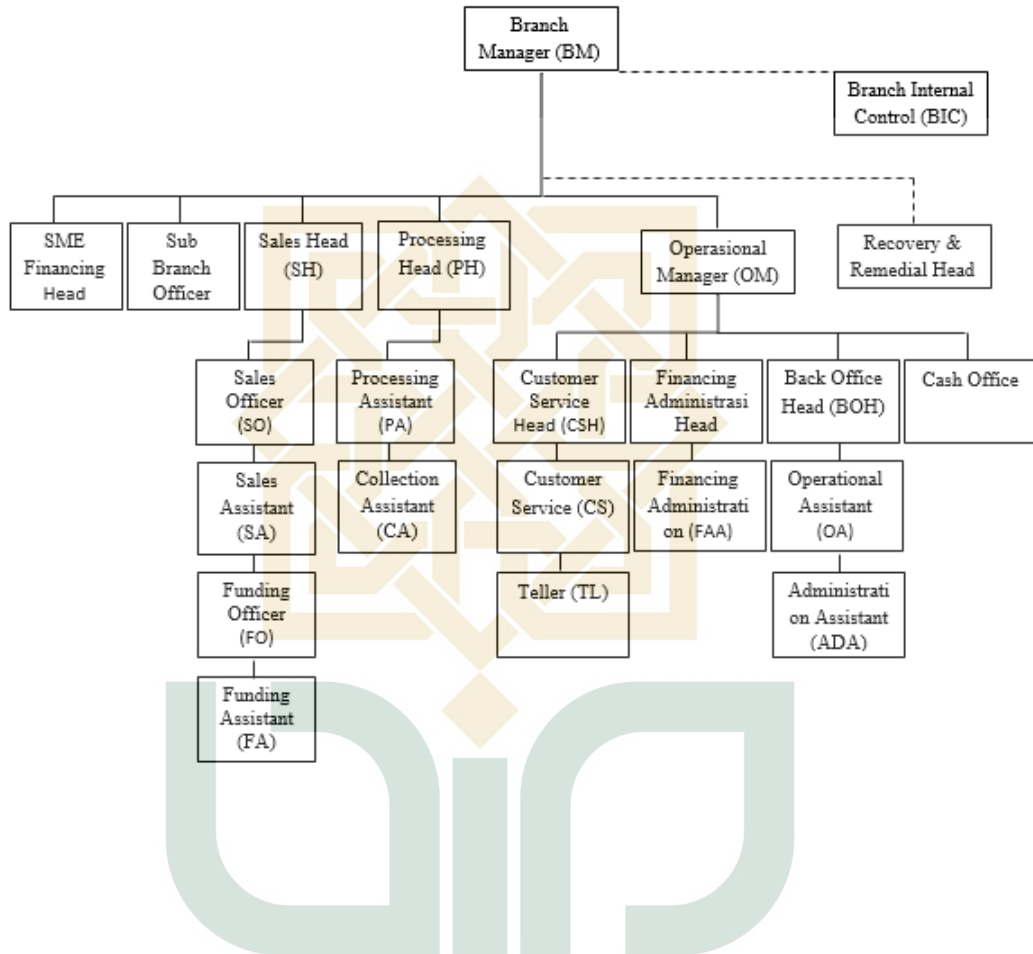 Branch
Manager (BM)
Branch Internal
Control (BIC)
SME
Financing
Head
Sub
Branch
Officer
Sales Head
(SH)
Processing
Head (PH)
Operasional
Manager (OM)
Recovery &
Remedial Head
Sales
Officer
(SO)
Processing
Assistant
(PA)
Customer
Service
Head (CSH)
Financing
Administrasi
Head
Back Office
Head (BOH)
Cash Office
Sales
Assistant
(SA)
Collection
Assistant
(CA)
Customer
Service (CS)
Financing
Administrati
on (FAA)
Operational
Assistant
(OA)
Funding
Officer
(FO)
Teller (TL)
Administrati
on Assistant
(ADA)
Funding
Assistant
(FA)